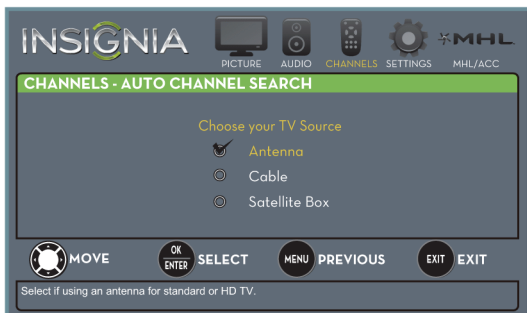 INSIGNIA
PICTURE AUDIO CHANNELS SETTINGS MHL MHL/ACC
CHANNELS - AUTO CHANNEL SEARCH
Choose your TV Source
Antenna
Cable
Satellite Box
MOVE OK ENTER SELECT MENU PREVIOUS EXIT EXIT
Select if using an antenna for standard or HD TV.